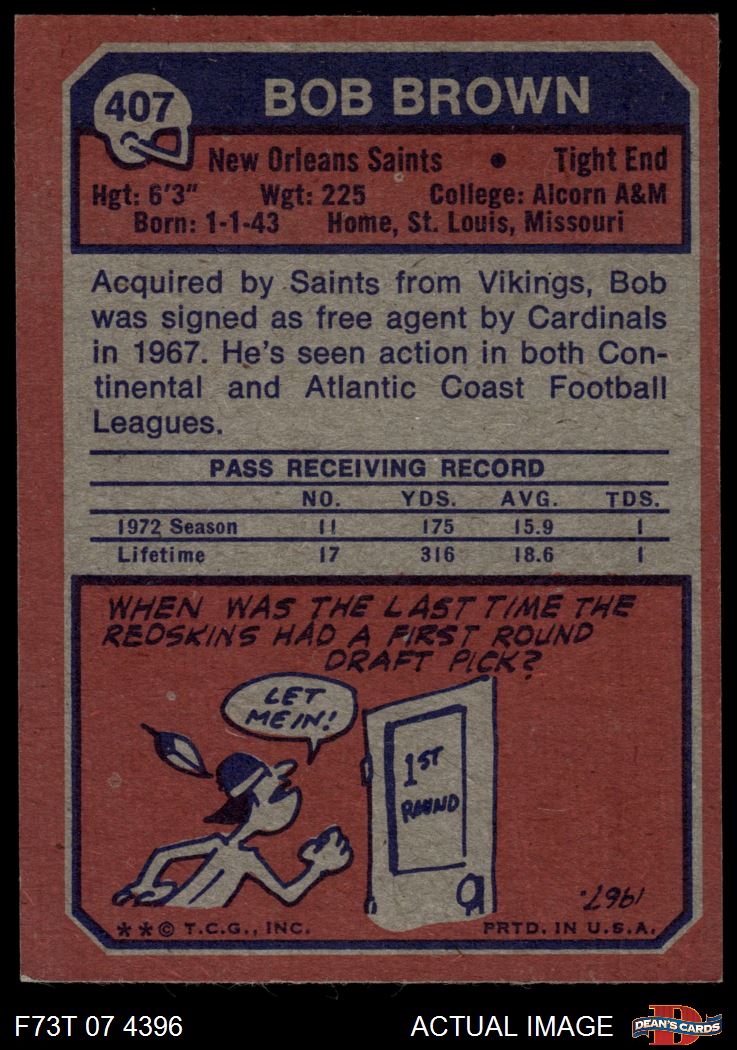 407
BOB BROWN
New Orleans Saints • Tight End
Hgt: 6'3" Wgt: 225 College: Alcorn A&M
Born: 1-1-43 Home, St. Louis, Missouri
Acquired by Saints from Vikings, Bob
was signed as free agent by Cardinals
in 1967. He's seen action in both Con-
tinental and Atlantic Coast Football
Leagues.
PASS RECEIVING RECORD
NO. YDS. AVG. TDS.
1972 Season 11 175 15.9 1
Lifetime 17 316 18.6 1
WHEN WAS THE LAST TIME THE
REDSKINS HAD A FIRST ROUND
DRAFT PICK?
LET
ME IN!
1ST
ROUND
1967.
**© T.C.G., INC. PRTD. IN U.S.A.
F73T 07 4396 ACTUAL IMAGE
DEAN'S CARDS